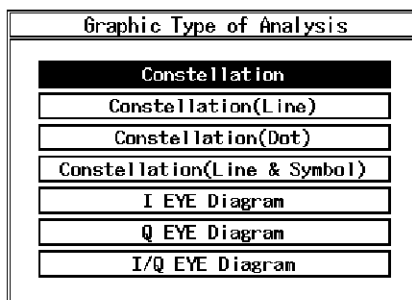 Graphic Type of Analysis
Constellation
Constellation(Line)
Constellation(Dot)
Constellation(Line & Symbol)
I EYE Diagram
Q EYE Diagram
I/Q EYE Diagram